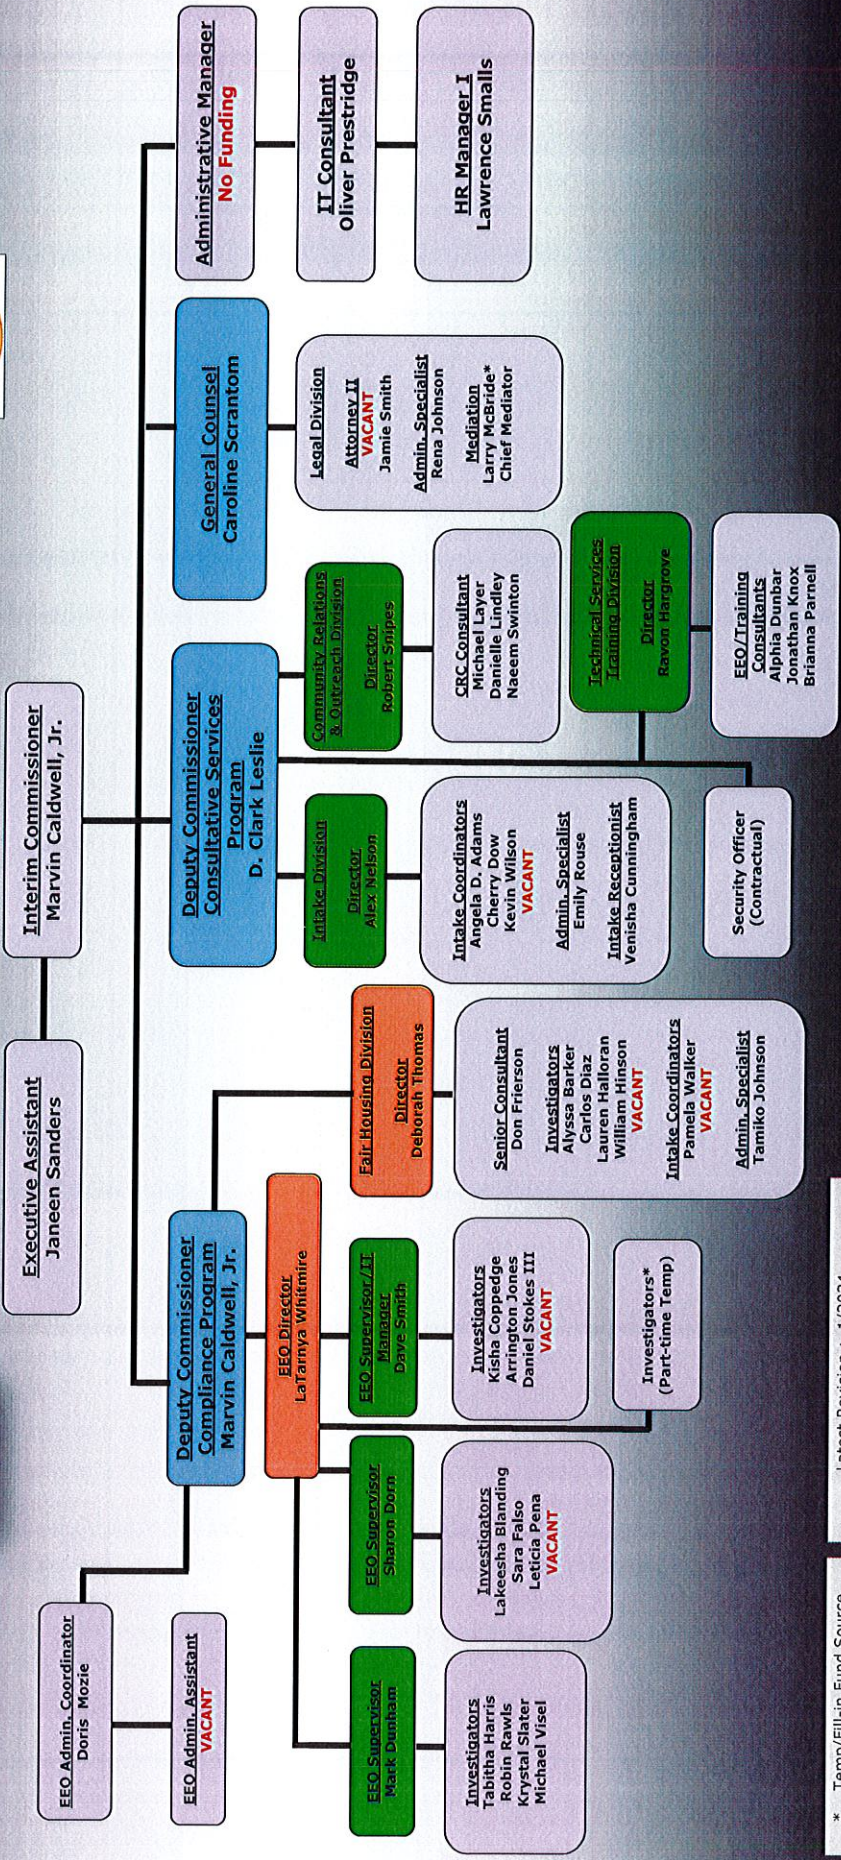 Interim Commissioner
Marvin Caldwell, Jr.
Executive Assistant
Janeen Sanders
EEO Admin. Coordinator
Doris Mozie
EEO Admin. Assistant
VACANT
Deputy Commissioner
Compliance Program
Marvin Caldwell, Jr.
EEO Director
LaTarnya Whitmire
EEO Supervisor
Mark Dunham
Investigators
Tabitha Harris
Robin Rawls
Krystal Slater
Michael Visel
EEO Supervisor
Sharon Dorn
Investigators
Lakeesha Blanding
Sara Falso
Leticia Pena
VACANT
EEO Supervisor/IT
Manager
Dave Smith
Investigators
Kisha Coppedge
Arrington Jones
Daniel Stokes III
VACANT
Investigators*
(Part-time Temp)
Fair Housing Division
Director
Deborah Thomas
Senior Consultant
Don Frierson
Investigators
Alyssa Barker
Carlos Diaz
Lauren Halloran
William Hinson
VACANT
Intake Coordinators
Pamela Walker
VACANT
Admin. Specialist
Tamiko Johnson
Deputy Commissioner
Consultative Services
Program
D. Clark Leslie
Intake Division
Director
Alex Nelson
Intake Coordinators
Angela D. Adams
Cherry Dow
Kevin Wilson
VACANT
Admin. Specialist
Emily Rouse
Intake Receptionist
Venisha Cunningham
Security Officer
(Contractual)
Community Relations
& Outreach Division
Director
Robert Snipes
CRC Consultant
Michael Layer
Danielle Lindley
Naeem Swinton
Technical Services
Training Division
Director
Ravon Hargrove
EEO/Training
Consultants
Alphia Dunbar
Jonathan Knox
Brianna Parnell
General Counsel
Caroline Scrantom
Legal Division
Attorney II
VACANT
Jamie Smith
Admin. Specialist
Rena Johnson
Mediation
Larry McBride*
Chief Mediator
Administrative Manager
No Funding
IT Consultant
Oliver Prestridge
HR Manager I
Lawrence Smalls
* Temp/Fill-in Fund Source